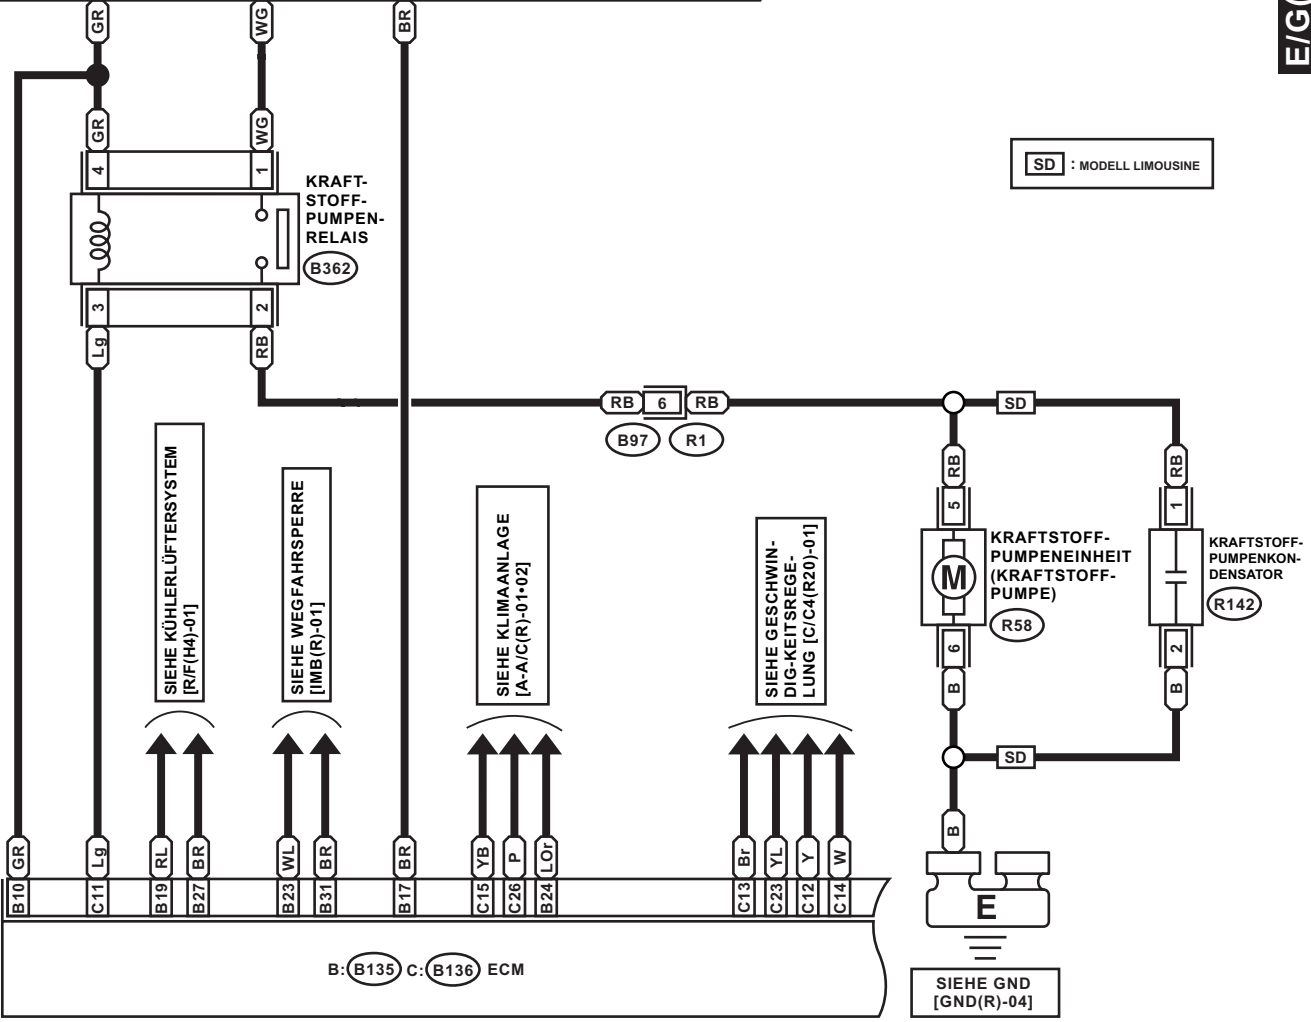 E/G(
GR
WG
BR
GR
WG
4
1
KRAFT-
STOFF-
PUMPEN-
RELAIS
B362
3
2
Lg
RB
SD : MODELL LIMOUSINE
RB 6 RB
B97 R1
SD
RB
RB
5
1
KRAFTSTOFF-
PUMPENEINHEIT
(KRAFTSTOFF-
PUMPE)
R58
M
KRAFTSTOFF-
PUMPENKON-
DENSATOR
R142
6
2
B
B
SD
B
E
SIEHE GND
[GND(R)-04]
SIEHE KÜHLERLÜFTERSYSTEM
[R/F(H4)-01]
SIEHE WEGFAHRSPERRE
[IMB(R)-01]
SIEHE KLIMAANLAGE
[A-A/C(R)-01•02]
SIEHE GESCHWIN-
DIG-KEITSREGE-
LUNG [C/C4(R20)-01]
GR
Lg
RL
BR
WL
BR
BR
YB
P
LOr
Br
YL
Y
W
B10
C11
B19
B27
B23
B31
B17
C15
C26
B24
C13
C23
C12
C14
B: B135 C: B136 ECM